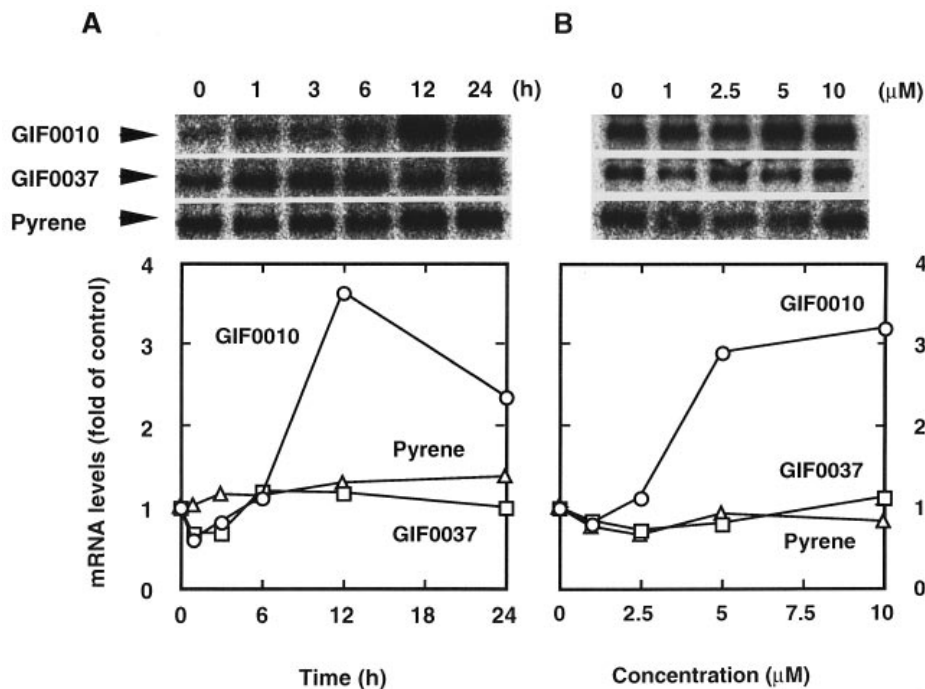 A
B
0 1 3 6 12 24 (h)
0 1 2.5 5 10 (μM)
GIF0010
GIF0037
Pyrene
mRNA levels (fold of control)
4
3
2
1
0
GIF0010
Pyrene
GIF0037
0 6 12 18 24
Time (h)
GIF0010
GIF0037
Pyrene
4
3
2
1
0
0 2.5 5 7.5 10
Concentration (μM)